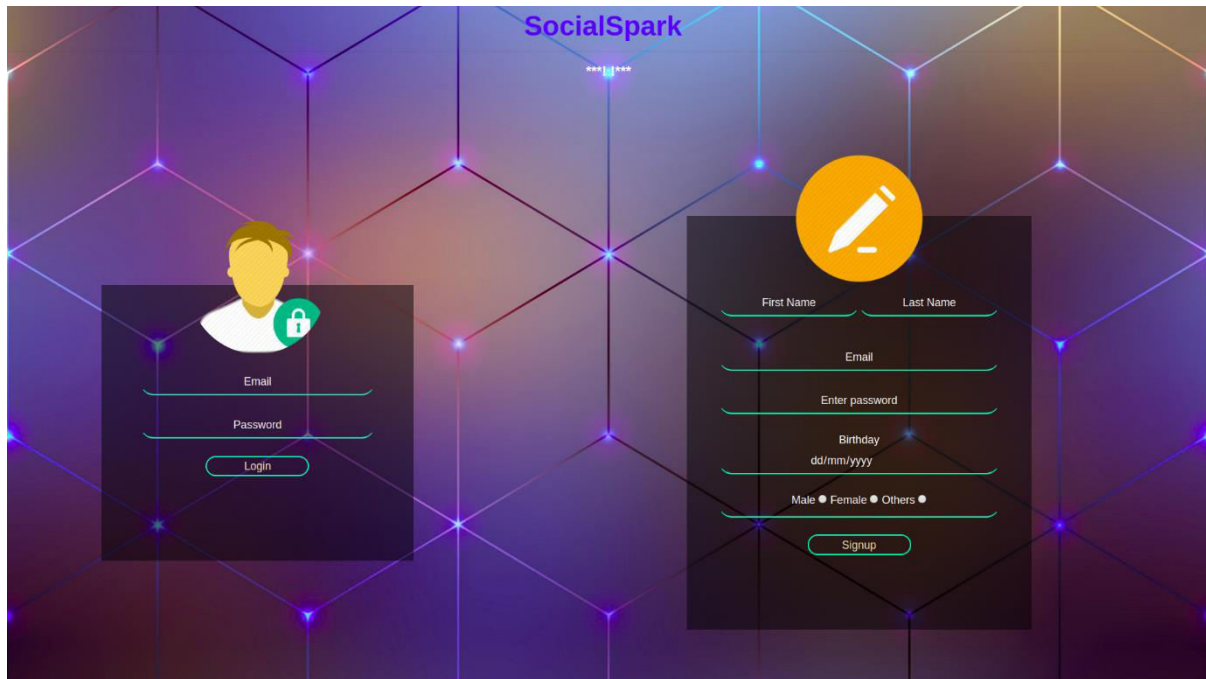 SocialSpark
***!_!***
Email
Password
Login
First Name Last Name
Email
Enter password
Birthday
dd/mm/yyyy
Male Female Others
Signup